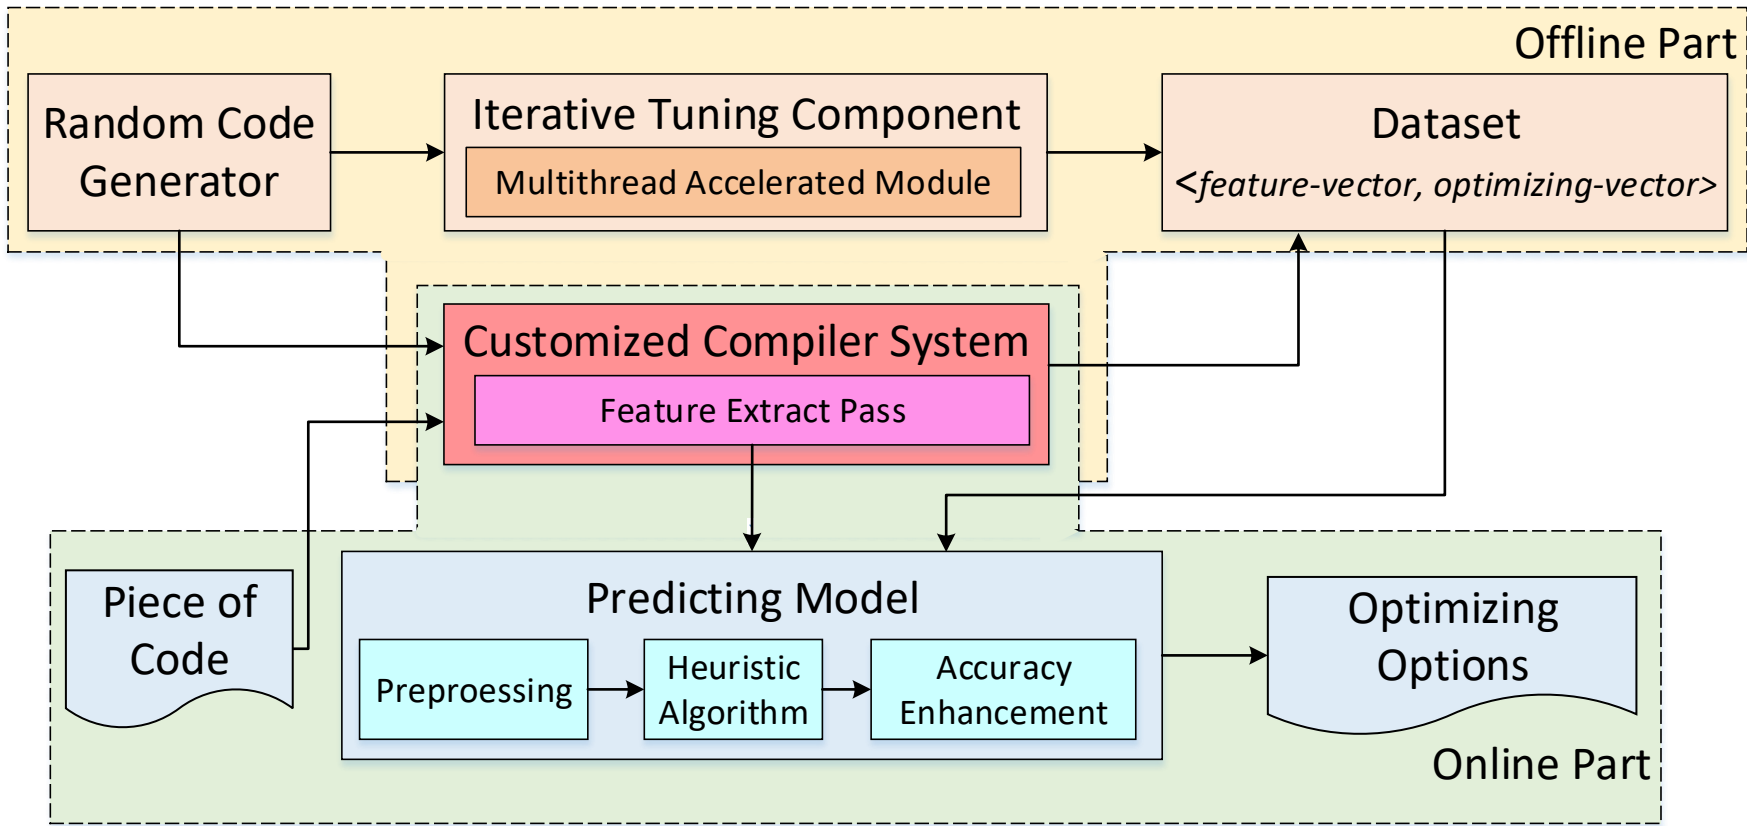 Offline Part
Random Code
Generator
Iterative Tuning Component
Multithread Accelerated Module
Dataset
<feature-vector, optimizing-vector>
Customized Compiler System
Feature Extract Pass
Piece of
Code
Predicting Model
Preproessing
Heuristic
Algorithm
Accuracy
Enhancement
Optimizing
Options
Online Part